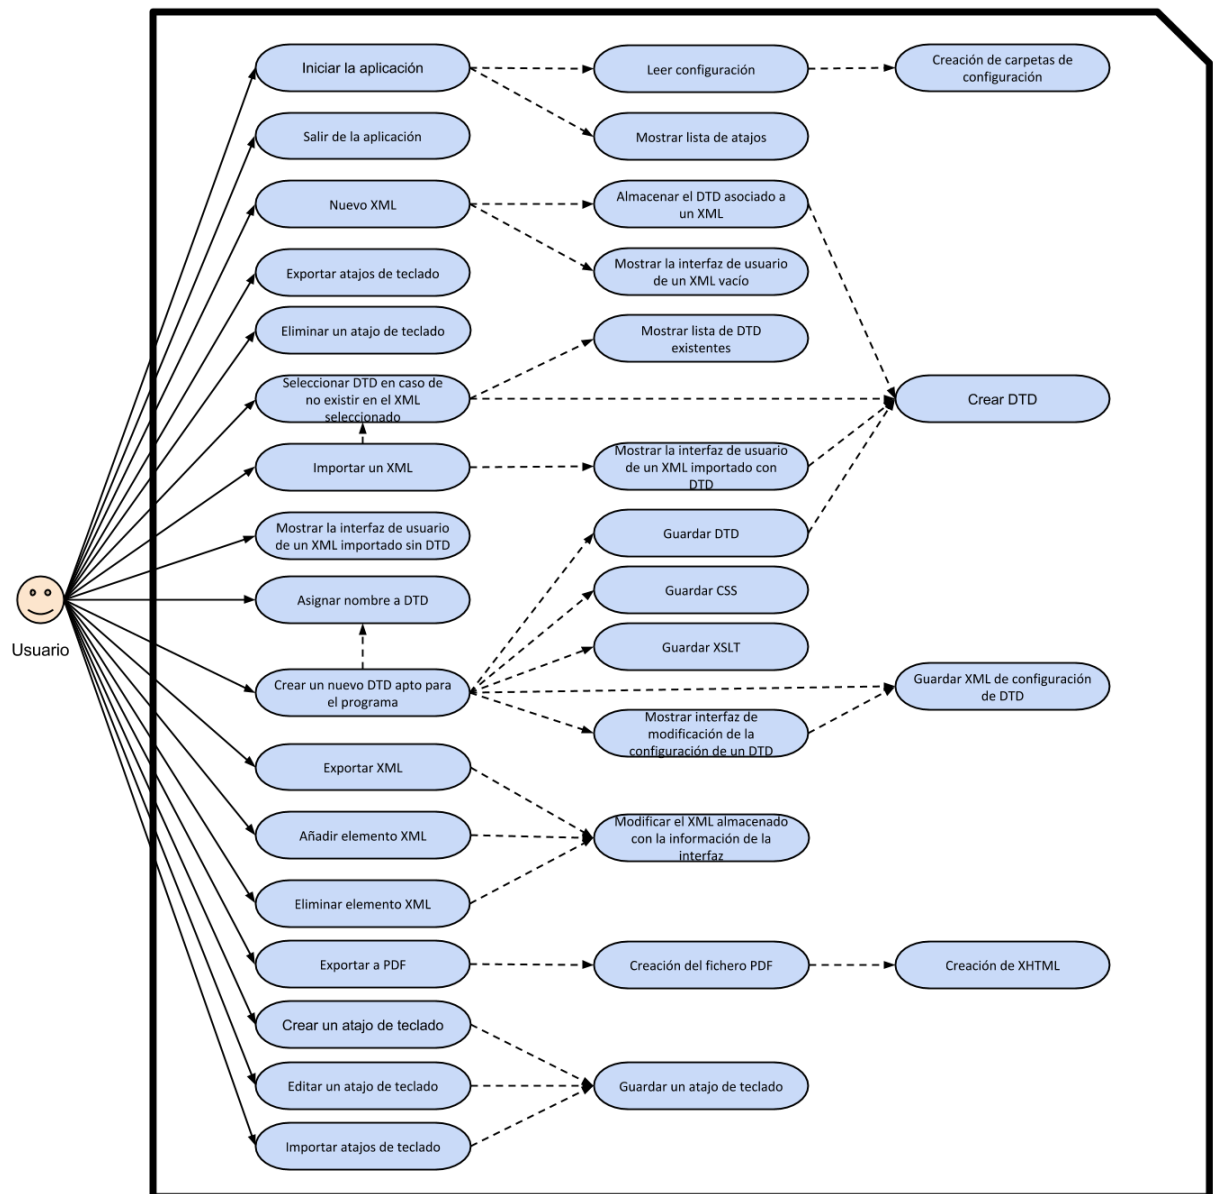 Iniciar la aplicación
Leer configuración
Creación de carpetas de
configuración
Salir de la aplicación
Mostrar lista de atajos
Nuevo XML
Almacenar el DTD asociado a
un XML
Exportar atajos de teclado
Mostrar la interfaz de usuario
de un XML vacío
Eliminar un atajo de teclado
Mostrar lista de DTD
existentes
Seleccionar DTD en caso de
no existir en el XML
seleccionado
Crear DTD
Importar un XML
Mostrar la interfaz de usuario
de un XML importado con
DTD
Mostrar la interfaz de usuario
de un XML importado sin DTD
Guardar DTD
Asignar nombre a DTD
Guardar CSS
Usuario
Guardar XSLT
Crear un nuevo DTD apto para
el programa
Guardar XML de configuración
de DTD
Mostrar interfaz de
modificación de la
configuración de un DTD
Exportar XML
Añadir elemento XML
Modificar el XML almacenado
con la información de la
interfaz
Eliminar elemento XML
Exportar a PDF
Creación del fichero PDF
Creación de XHTML
Crear un atajo de teclado
Editar un atajo de teclado
Guardar un atajo de teclado
Importar atajos de teclado